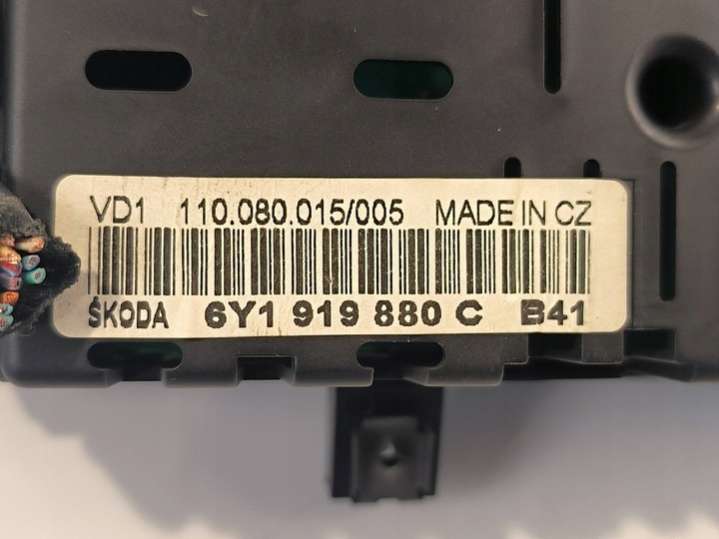 VD1 110.080.015/005 MADE IN CZ
ŠKODA 6Y1 919 880 C B41